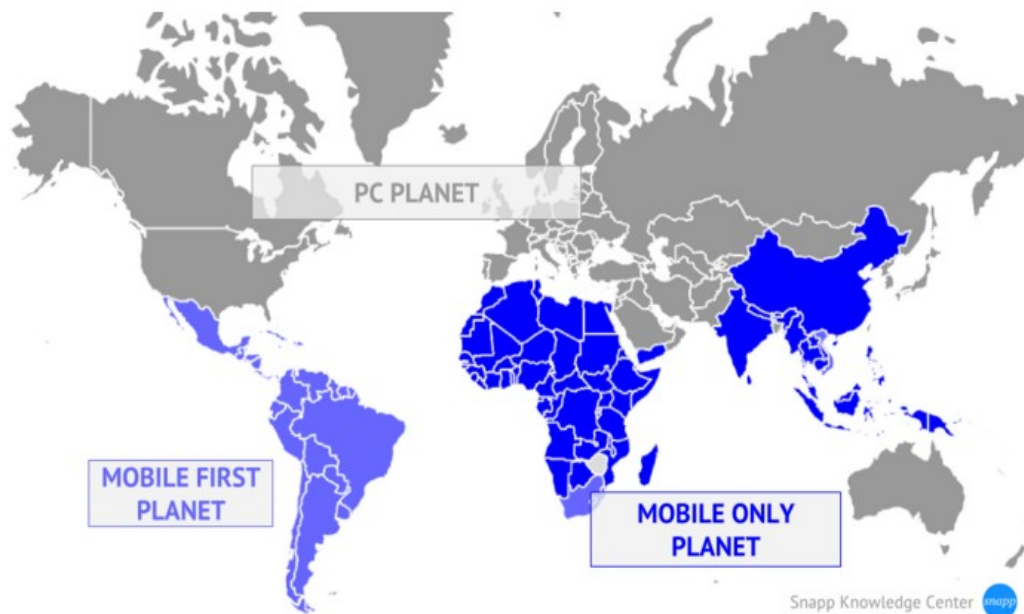 PC PLANET
MOBILE FIRST
PLANET
MOBILE ONLY
PLANET
Snapp Knowledge Center
snapp